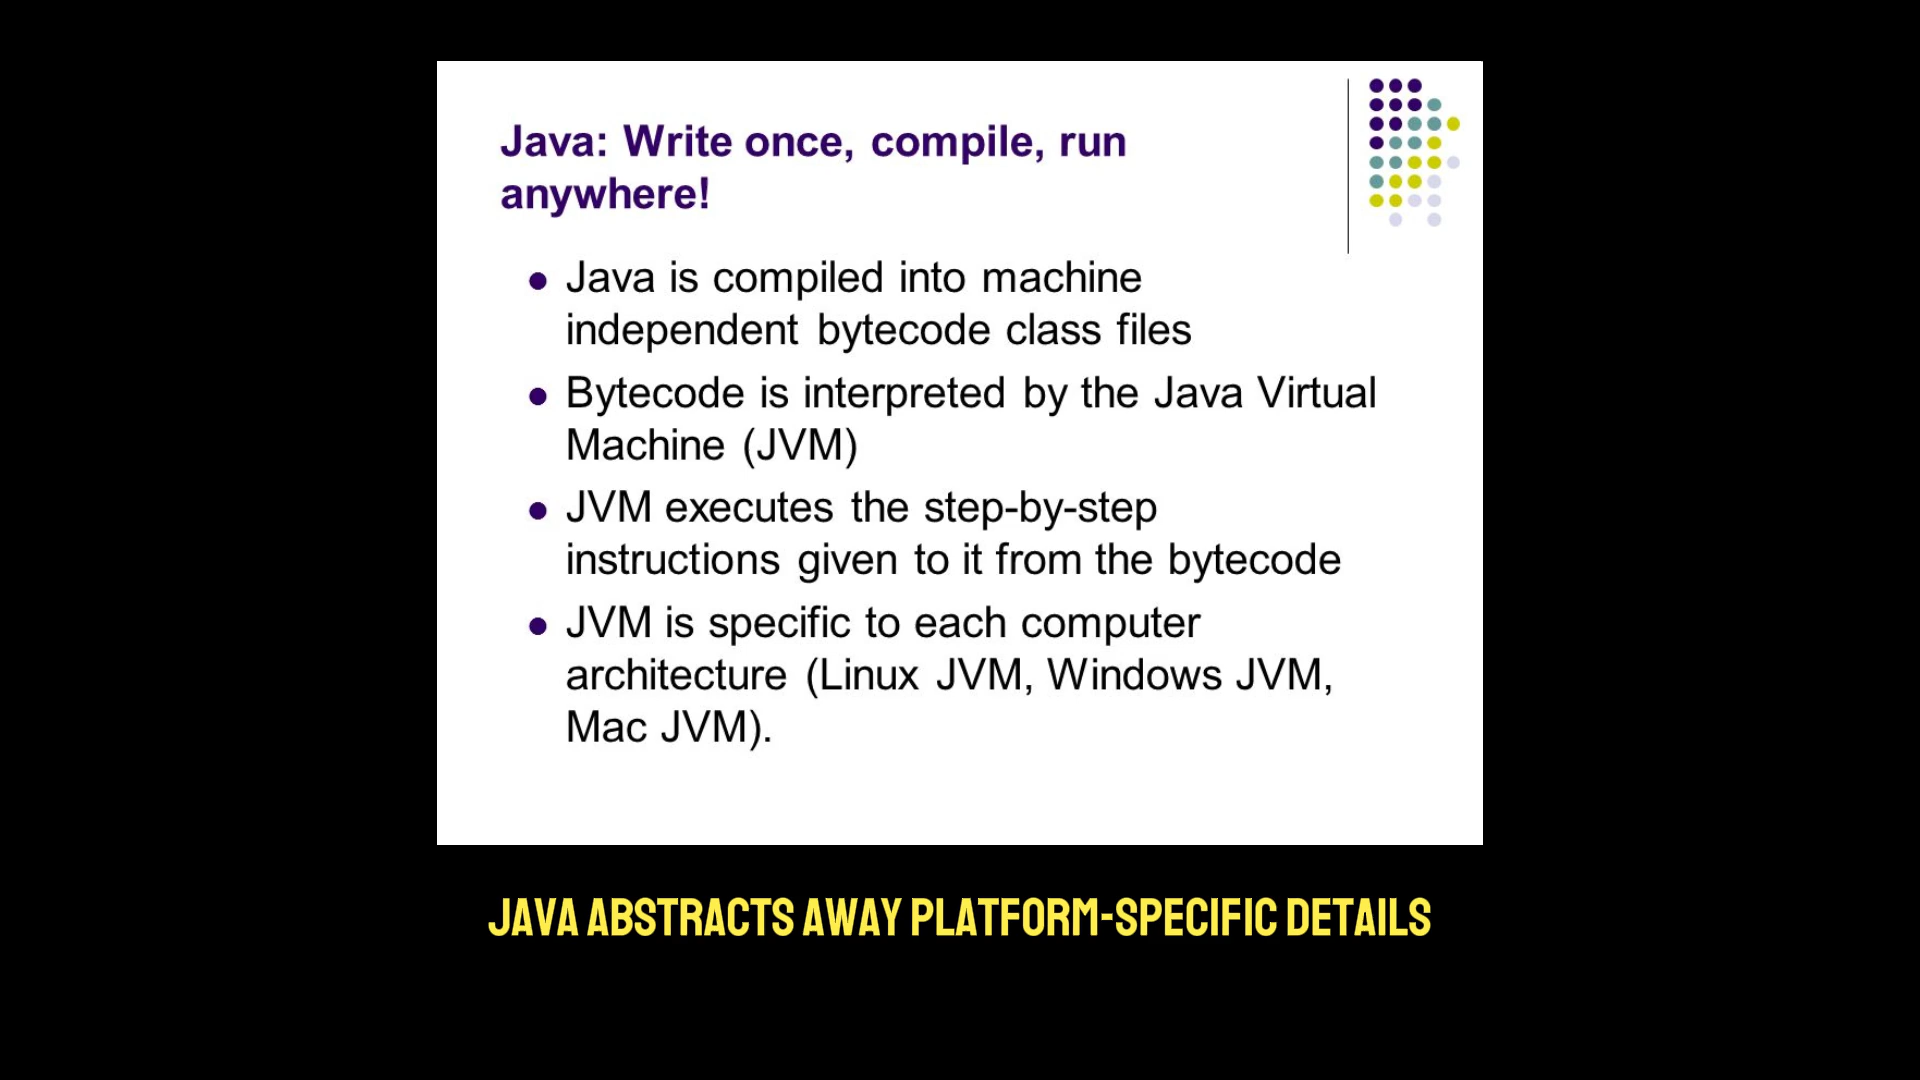 Java: Write once, compile, run
anywhere!
Java is compiled into machine
independent bytecode class files
Bytecode is interpreted by the Java Virtual
Machine (JVM)
JVM executes the step-by-step
instructions given to it from the bytecode
JVM is specific to each computer
architecture (Linux JVM, Windows JVM,
Mac JVM).
JAVA ABSTRACTS AWAY PLATFORM-SPECIFIC DETAILS